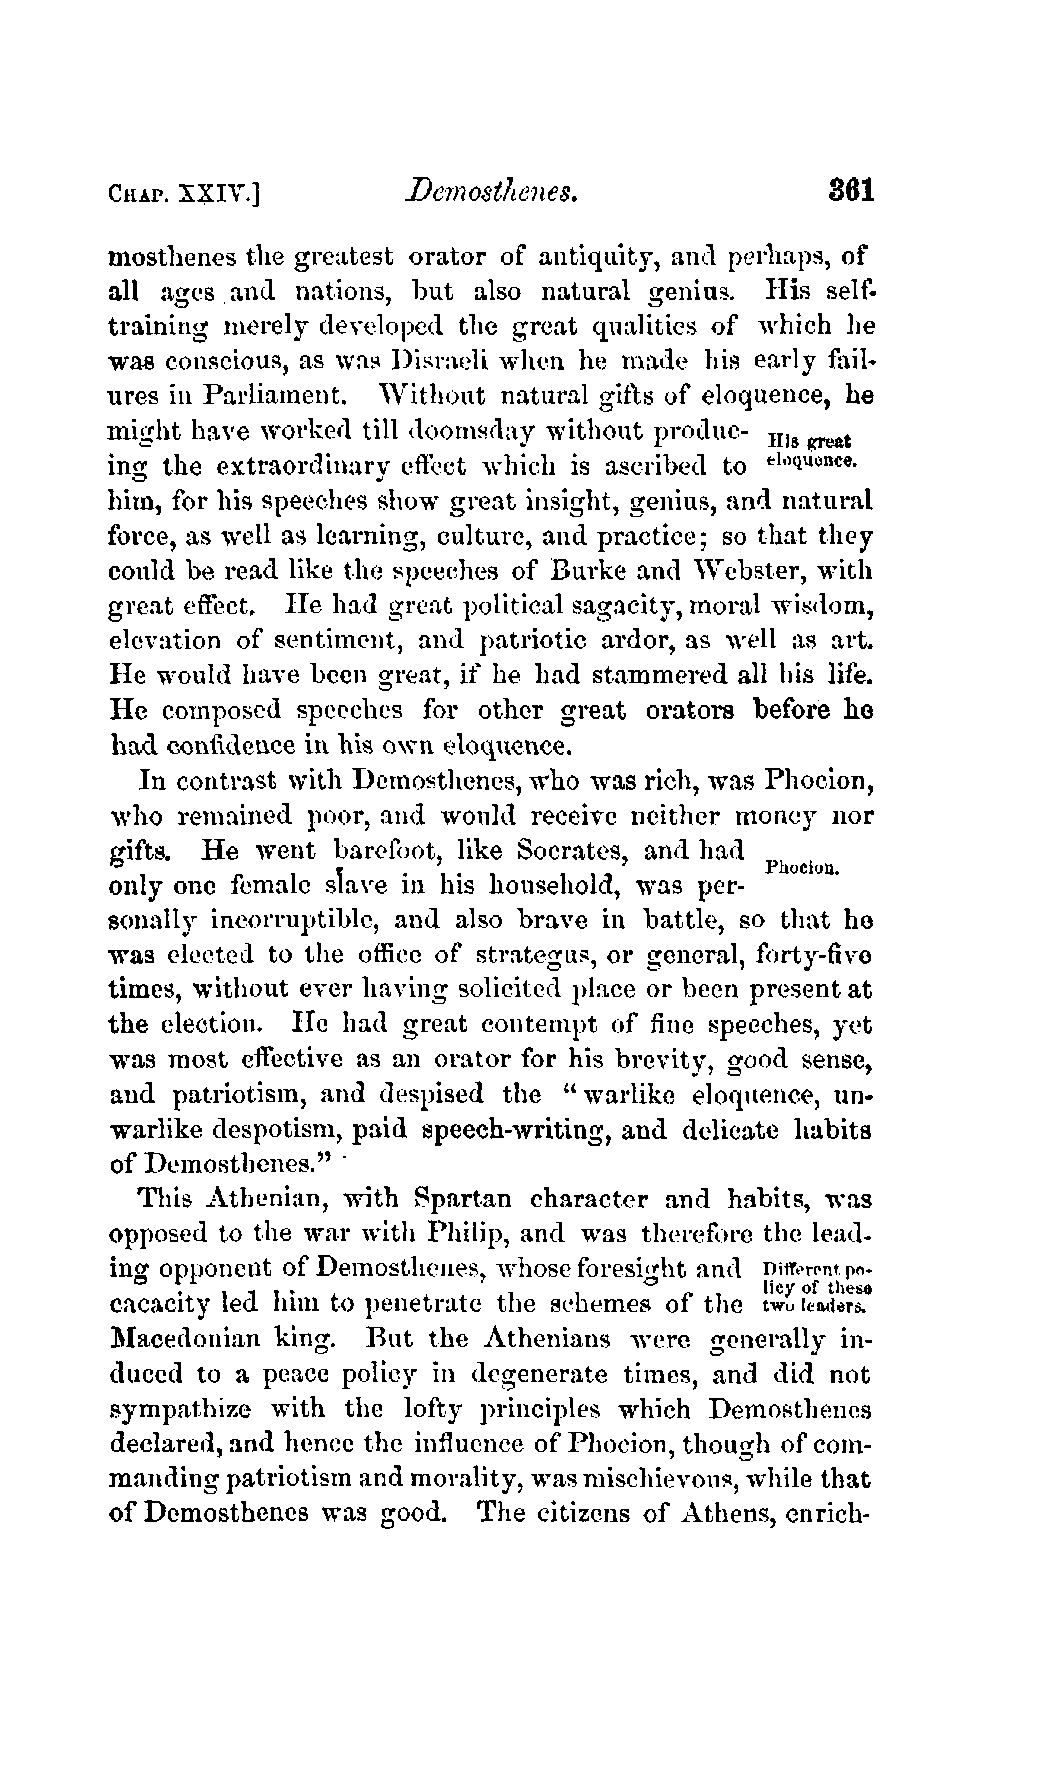 CHAP. XXIV.] Demosthenes. 361
mosthenes the greatest orator of antiquity, and perhaps, of
all ages and nations, but also natural genius. His self-
training merely developed the great qualities of which he
was conscious, as was Disraeli when he made his early fail-
ures in Parliament. Without natural gifts of eloquence, he
might have worked till doomsday without produc-
His great
eloquence.
ing the extraordinary effect which is ascribed to
him, for his speeches show great insight, genius, and natural
force, as well as learning, culture, and practice; so that they
could be read like the speeches of Burke and Webster, with
great effect. He had great political sagacity, moral wisdom,
elevation of sentiment, and patriotic ardor, as well as art.
He would have been great, if he had stammered all his life.
He composed speeches for other great orators before he
had confidence in his own eloquence.
In contrast with Demosthenes, who was rich, was Phocion,
who remained poor, and would receive neither money nor
gifts. He went barefoot, like Socrates, and had
Phocion.
only one female slave in his household, was per-
sonally incorruptible, and also brave in battle, so that he
was elected to the office of strategus, or general, forty-five
times, without ever having solicited place or been present at
the election. He had great contempt of fine speeches, yet
was most effective as an orator for his brevity, good sense,
and patriotism, and despised the "warlike eloquence, un-
warlike despotism, paid speech-writing, and delicate habits
of Demosthenes."
This Athenian, with Spartan character and habits, was
opposed to the war with Philip, and was therefore the lead-
ing opponent of Demosthenes, whose foresight and
Different po-
licy of these
two leaders.
cacacity led him to penetrate the schemes of the
Macedonian king. But the Athenians were generally in-
duced to a peace policy in degenerate times, and did not
sympathize with the lofty principles which Demosthenes
declared, and hence the influence of Phocion, though of com-
manding patriotism and morality, was mischievous, while that
of Demosthenes was good. The citizens of Athens, enrich-